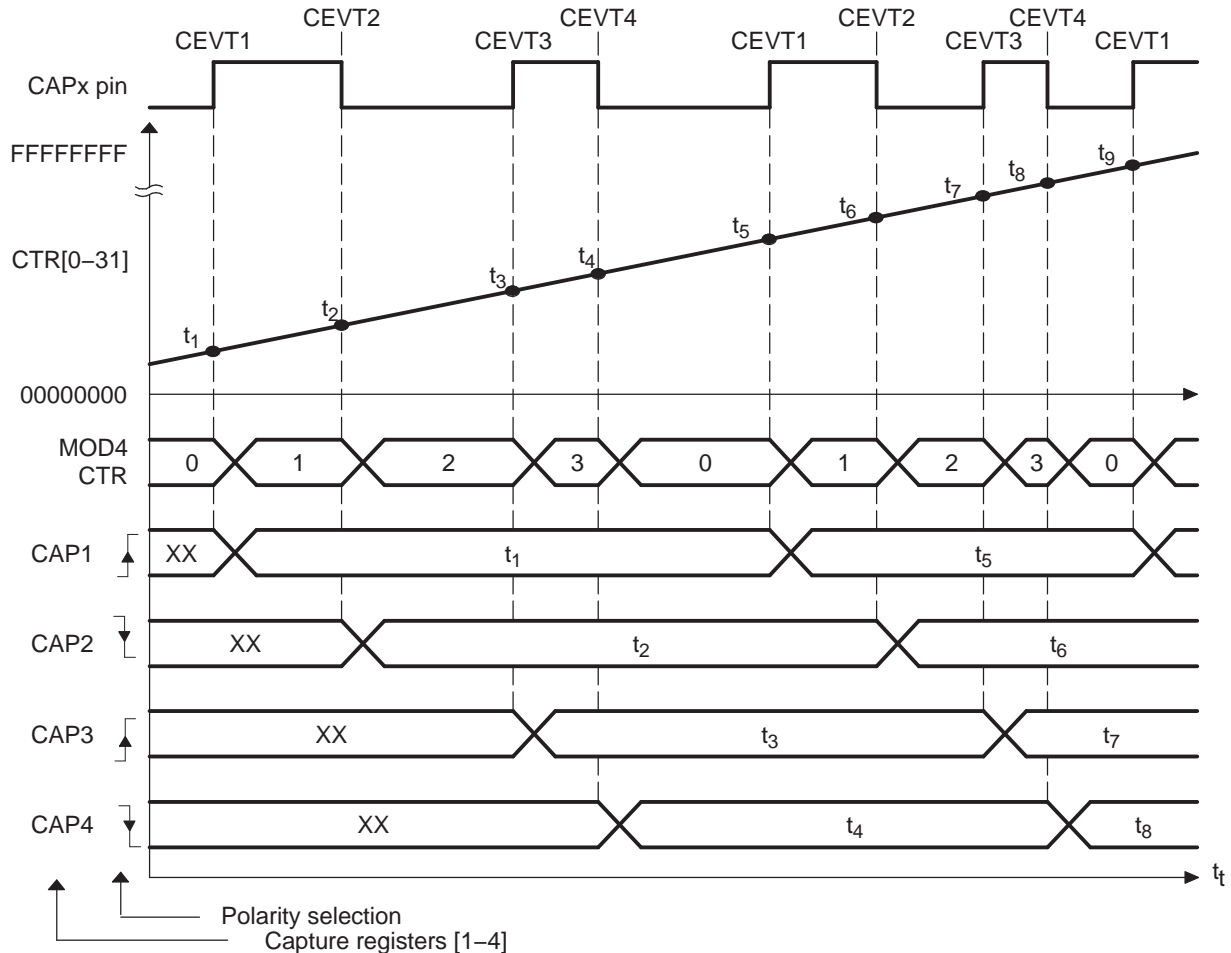 CEVT2 CEVT4 CEVT2 CEVT4
CEVT1 CEVT3 CEVT1 CEVT3 CEVT1
CAPx pin
FFFFFFFF
t1 t2 t3 t4 t5 t6 t7 t8 t9
CTR[0−31]
00000000
MOD4
CTR
0 1 2 3 0 1 2 3 0
CAP1 XX t1 t5
CAP2 XX t2 t6
CAP3 XX t3 t7
CAP4 XX t4 t8
tt
Polarity selection
Capture registers [1−4]